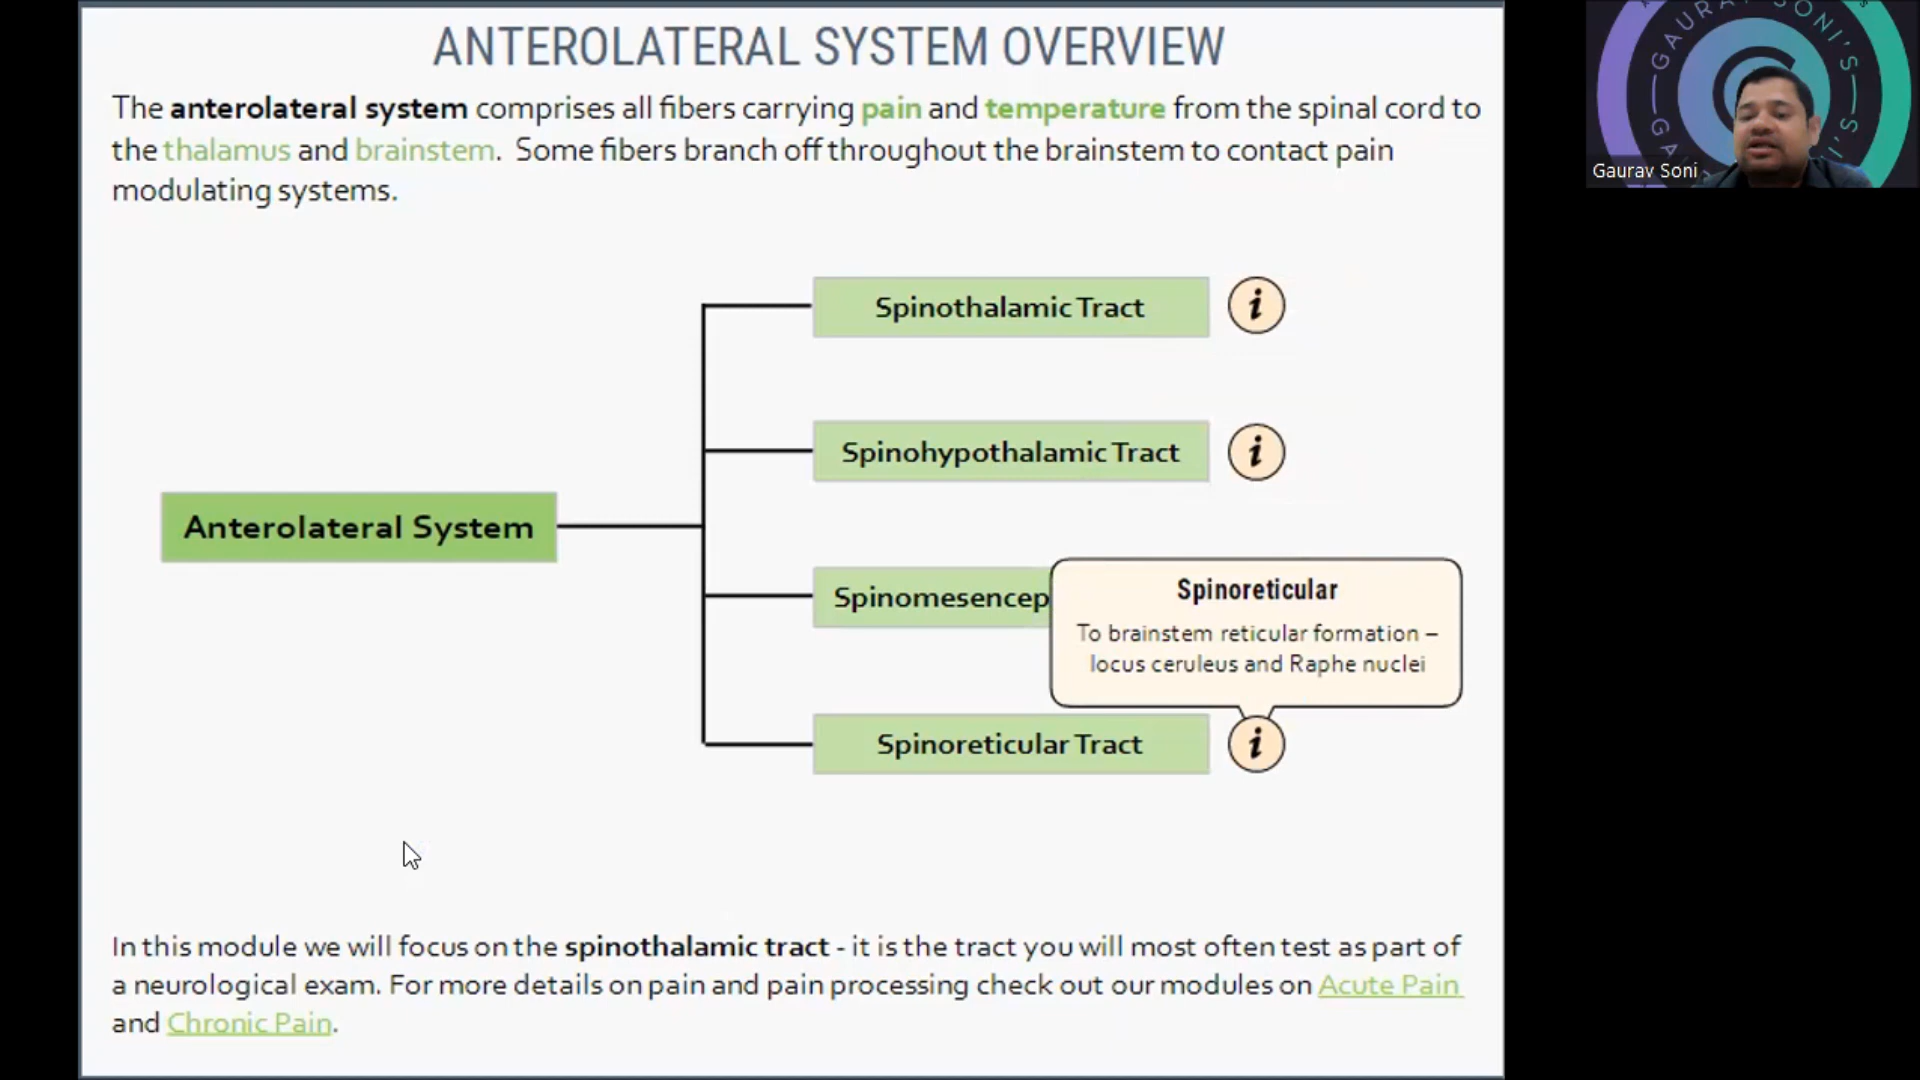 ANTEROLATERAL SYSTEM OVERVIEW
The anterolateral system comprises all fibers carrying pain and temperature from the spinal cord to
the thalamus and brainstem. Some fibers branch off throughout the brainstem to contact pain
modulating systems.
Spinothalamic Tract
i
Spinohypothalamic Tract
i
Anterolateral System
Spinomesencep
Spinoreticular
To brainstem reticular formation –
locus ceruleus and Raphe nuclei
Spinoreticular Tract
i
In this module we will focus on the spinothalamic tract - it is the tract you will most often test as part of
a neurological exam. For more details on pain and pain processing check out our modules on Acute Pain
and Chronic Pain.
GAURAV SONI'S
Gaurav Soni